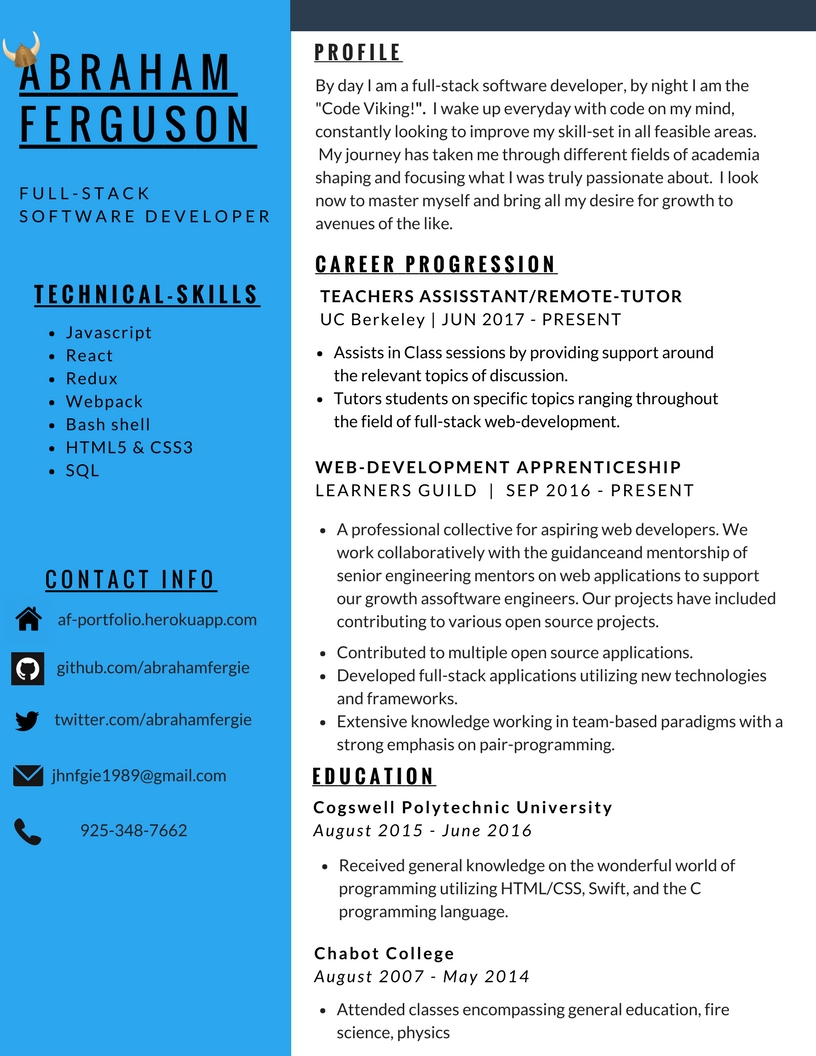 ABRAHAM
FERGUSON
FULL-STACK
SOFTWARE DEVELOPER
TECHNICAL-SKILLS
• Javascript
• React
• Redux
• Webpack
• Bash shell
• HTML5 & CSS3
• SQL
CONTACT INFO
af-portfolio.herokuapp.com
github.com/abrahamfergie
twitter.com/abrahamfergie
jhnfgie1989@gmail.com
925-348-7662
PROFILE
By day I am a full-stack software developer, by night I am the
"Code Viking!". I wake up everyday with code on my mind,
constantly looking to improve my skill-set in all feasible areas.
My journey has taken me through different fields of academia
shaping and focusing what I was truly passionate about. I look
now to master myself and bring all my desire for growth to
avenues of the like.
CAREER PROGRESSION
TEACHERS ASSISSTANT/REMOTE-TUTOR
UC Berkeley | JUN 2017 - PRESENT
• Assists in Class sessions by providing support around
the relevant topics of discussion.
• Tutors students on specific topics ranging throughout
the field of full-stack web-development.
WEB-DEVELOPMENT APPRENTICESHIP
LEARNERS GUILD | SEP 2016 - PRESENT
• A professional collective for aspiring web developers. We
work collaboratively with the guidanceand mentorship of
senior engineering mentors on web applications to support
our growth assoftware engineers. Our projects have included
contributing to various open source projects.
• Contributed to multiple open source applications.
• Developed full-stack applications utilizing new technologies
and frameworks.
• Extensive knowledge working in team-based paradigms with a
strong emphasis on pair-programming.
EDUCATION
Cogswell Polytechnic University
August 2015 - June 2016
• Received general knowledge on the wonderful world of
programming utilizing HTML/CSS, Swift, and the C
programming language.
Chabot College
August 2007 - May 2014
• Attended classes encompassing general education, fire
science, physics